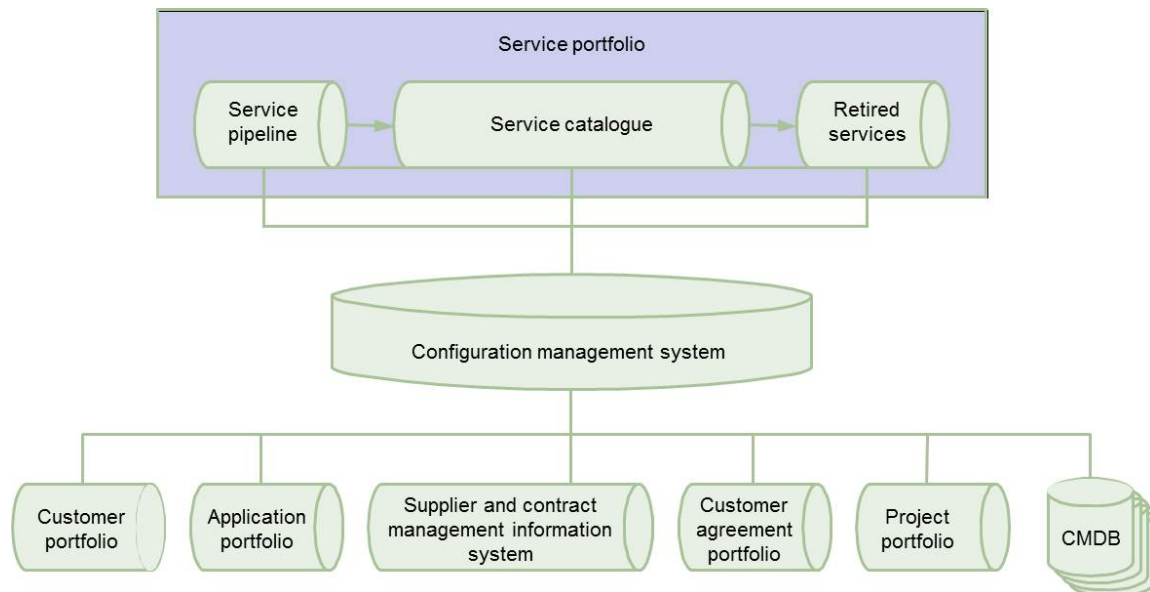 Service portfolio
Service
pipeline
Service catalogue
Retired
services
Configuration management system
Customer
portfolio
Application
portfolio
Supplier and contract
management information
system
Customer
agreement
portfolio
Project
portfolio
CMDB